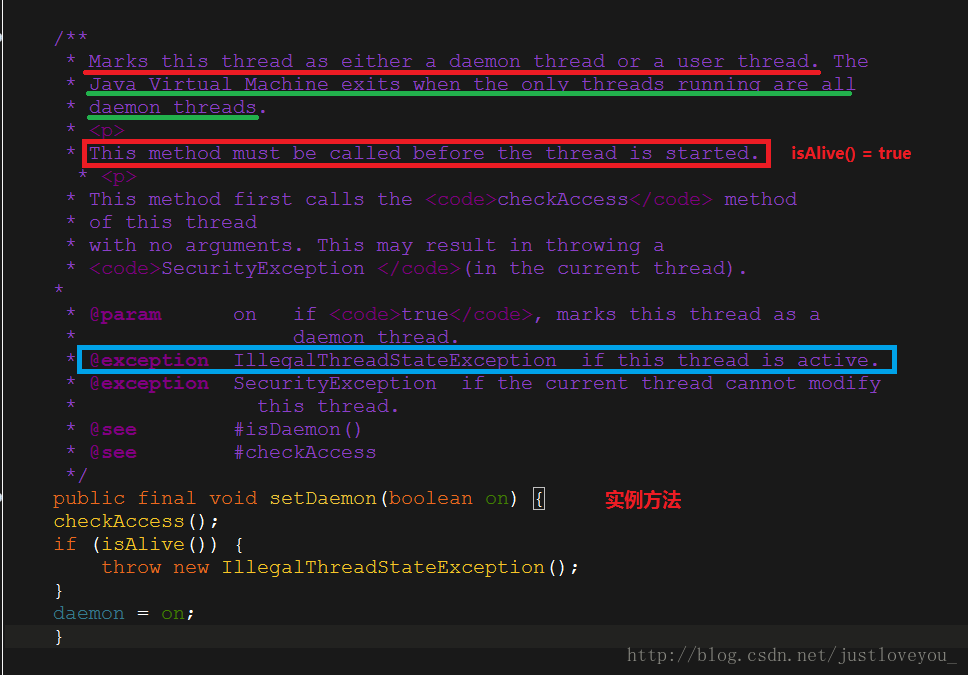 /**
* Marks this thread as either a daemon thread or a user thread. The
* Java Virtual Machine exits when the only threads running are all
* daemon threads.
* <p>
* This method must be called before the thread is started. isAlive() = true
* <p>
* This method first calls the <code>checkAccess</code> method
* of this thread
* with no arguments. This may result in throwing a
* <code>SecurityException </code>(in the current thread).
*
* @param on if <code>true</code>, marks this thread as a
* daemon thread.
* @exception IllegalThreadStateException if this thread is active.
* @exception SecurityException if the current thread cannot modify
* this thread.
* @see #isDaemon()
* @see #checkAccess
*/
public final void setDaemon(boolean on) { 实例方法
checkAccess();
if (isAlive()) {
throw new IllegalThreadStateException();
}
daemon = on;
}
http://blog.csdn.net/justloveyou_